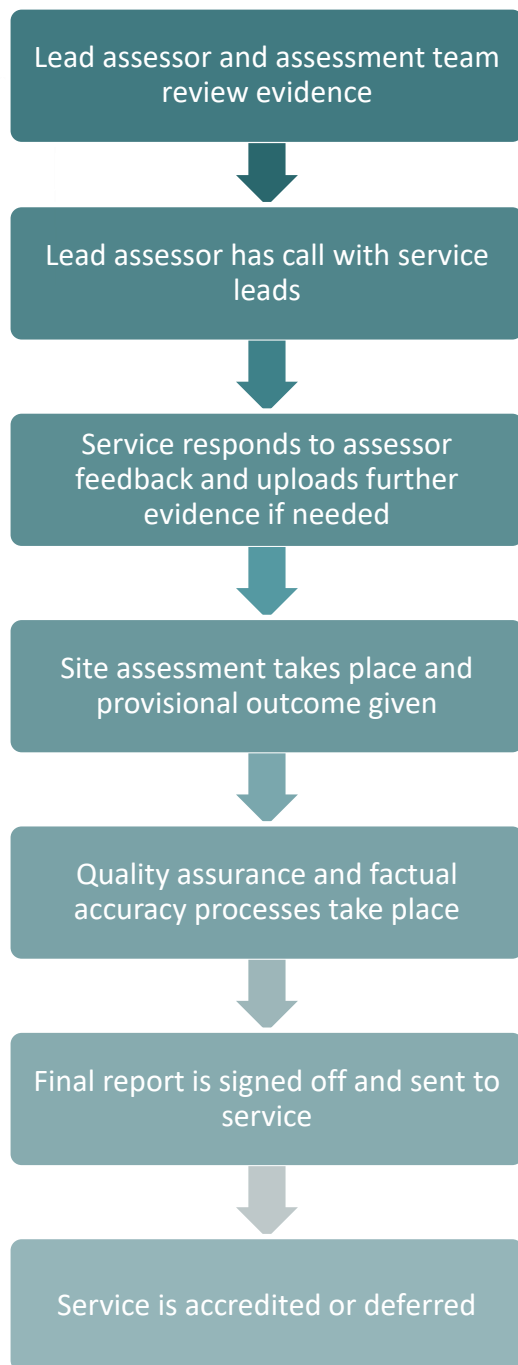 Lead assessor and assessment team
review evidence
Lead assessor has call with service
leads
Service responds to assessor
feedback and uploads further
evidence if needed
Site assessment takes place and
provisional outcome given
Quality assurance and factual
accuracy processes take place
Final report is signed off and sent to
service
Service is accredited or deferred